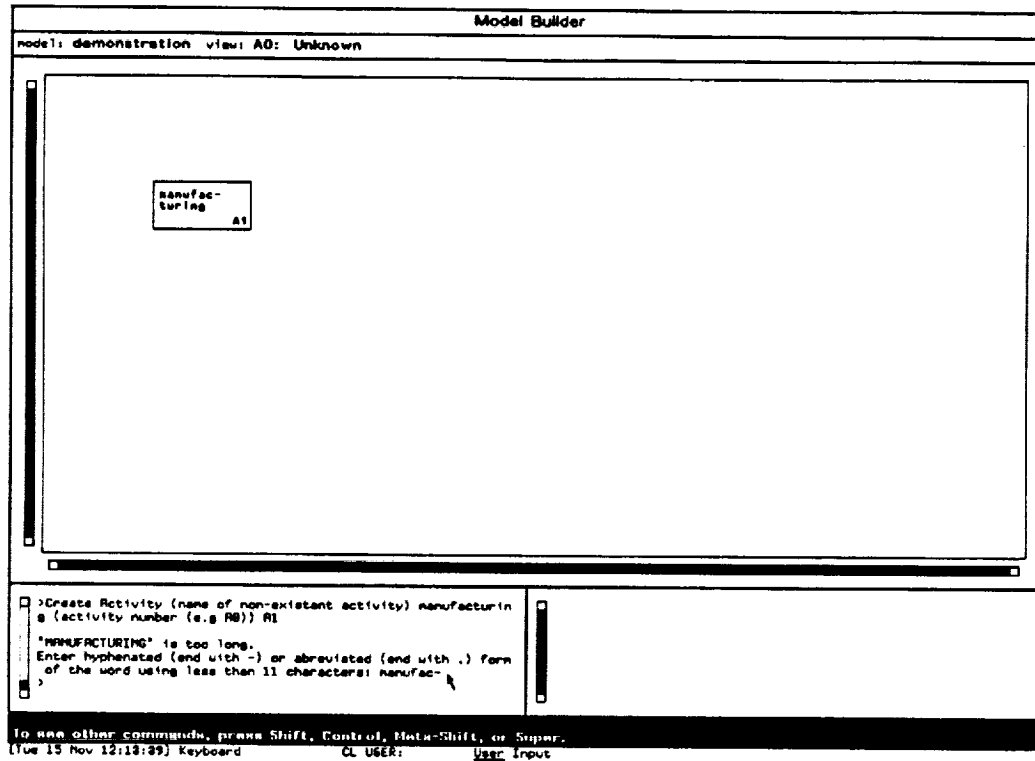 Model Builder
model: demonstration view: A0: Unknown
manufac-
turing
A1
>Create Activity (name of non-existant activity) manufacturin
g (activity number (e.g A0)) A1
"MANUFACTURING" is too long.
Enter hyphenated (end with -) or abreviated (end with .) form
of the word using less than 11 characters: manufac-
>
To see other commands, press Shift, Control, Meta-Shift, or Super.
[Tue 15 Nov 12:13:39] Keyboard CL USER: User Input